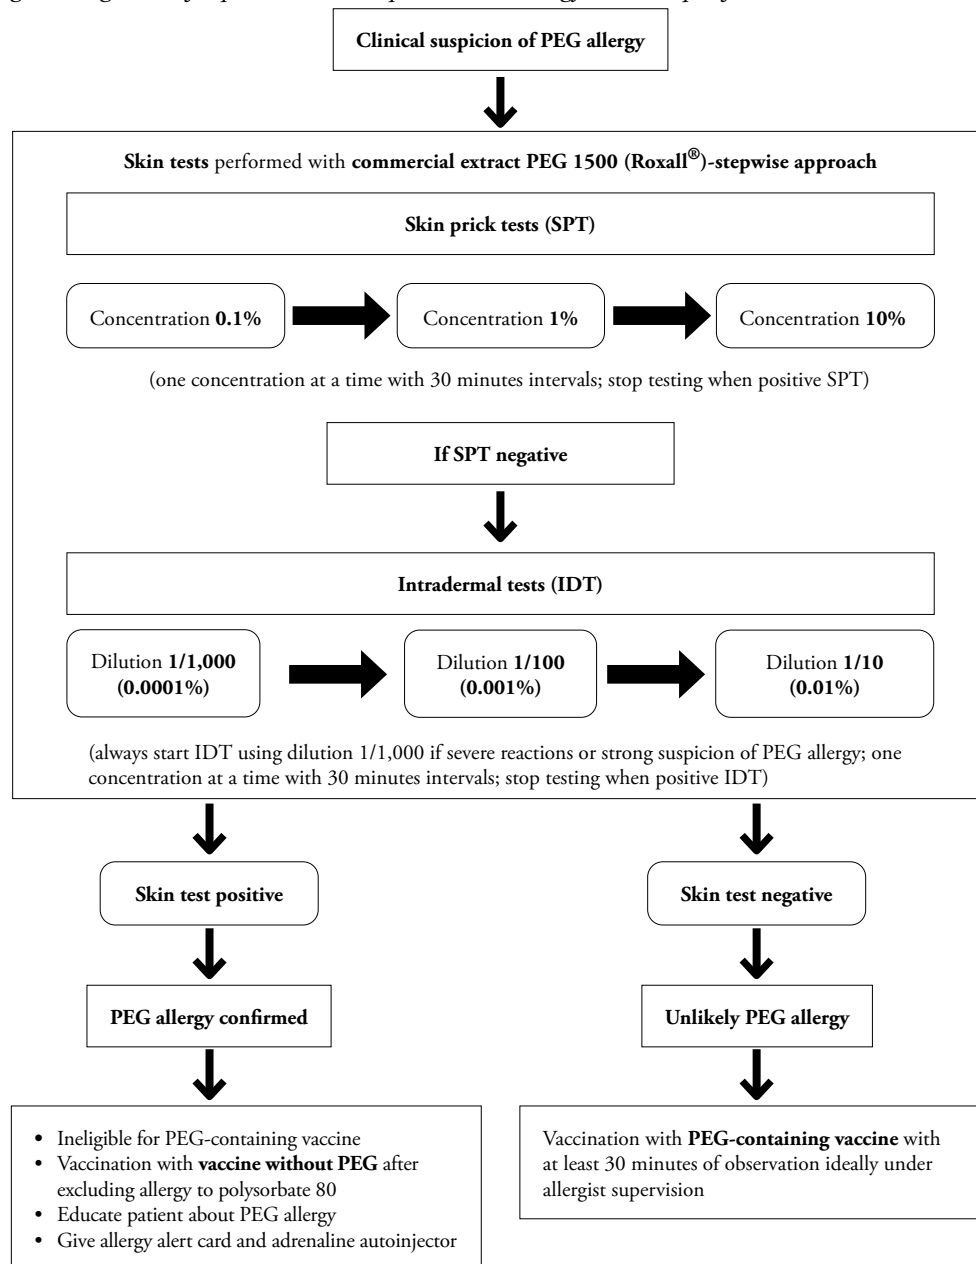 Clinical suspicion of PEG allergy
Skin tests performed with commercial extract PEG 1500 (Roxall®)-stepwise approach
Skin prick tests (SPT)
Concentration 0.1%
Concentration 1%
Concentration 10%
(one concentration at a time with 30 minutes intervals; stop testing when positive SPT)
If SPT negative
Intradermal tests (IDT)
Dilution 1/1,000
(0.0001%)
Dilution 1/100
(0.001%)
Dilution 1/10
(0.01%)
(always start IDT using dilution 1/1,000 if severe reactions or strong suspicion of PEG allergy; one
concentration at a time with 30 minutes intervals; stop testing when positive IDT)
Skin test positive
Skin test negative
PEG allergy confirmed
Unlikely PEG allergy
• Ineligible for PEG-containing vaccine
• Vaccination with vaccine without PEG after
excluding allergy to polysorbate 80
• Educate patient about PEG allergy
• Give allergy alert card and adrenaline autoinjector
Vaccination with PEG-containing vaccine with
at least 30 minutes of observation ideally under
allergist supervision